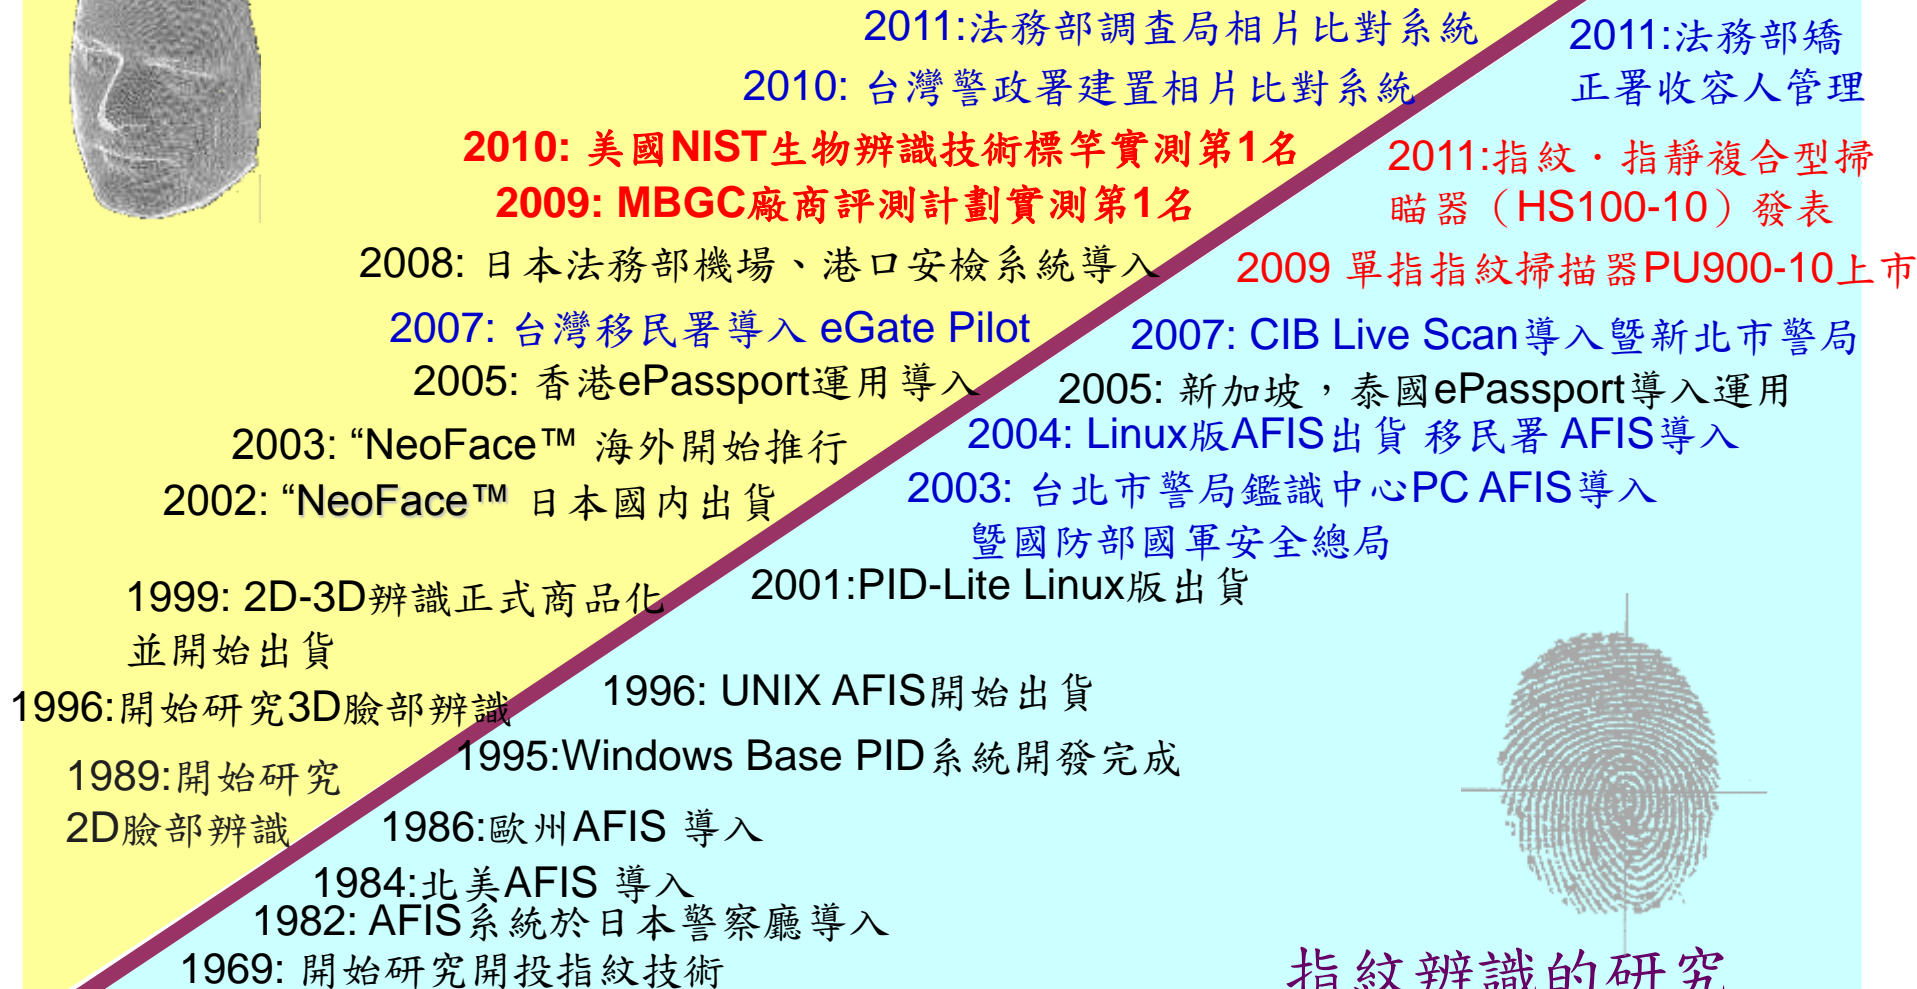 2011:法務部調查局相片比對系統
2010: 台灣警政署建置相片比對系統
2010: 美國NIST生物辨識技術標竿實測第1名
2009: MBGC廠商評測計劃實測第1名
2008: 日本法務部機場、港口安檢系統導入
2007: 台灣移民署導入 eGate Pilot
2005: 香港ePassport運用導入
2003: “NeoFace™ 海外開始推行
2002: “NeoFace™ 日本國内出貨
1999: 2D-3D辨識正式商品化
並開始出貨
1996:開始研究3D臉部辨識
1989:開始研究
2D臉部辨識
2011:法務部矯
正署收容人管理
2011:指紋・指靜複合型掃
瞄器（HS100-10）發表
2009 單指指紋掃描器PU900-10上市
2007: CIB Live Scan導入暨新北市警局
2005: 新加坡，泰國ePassport導入運用
2004: Linux版AFIS出貨 移民署 AFIS導入
2003: 台北市警局鑑識中心PC AFIS導入
暨國防部國軍安全總局
2001:PID-Lite Linux版出貨
1996: UNIX AFIS開始出貨
1995:Windows Base PID系統開發完成
1986:歐州AFIS 導入
1984:北美AFIS 導入
1982: AFIS系統於日本警察廳導入
1969: 開始研究開投指紋技術
指紋辨識的研究